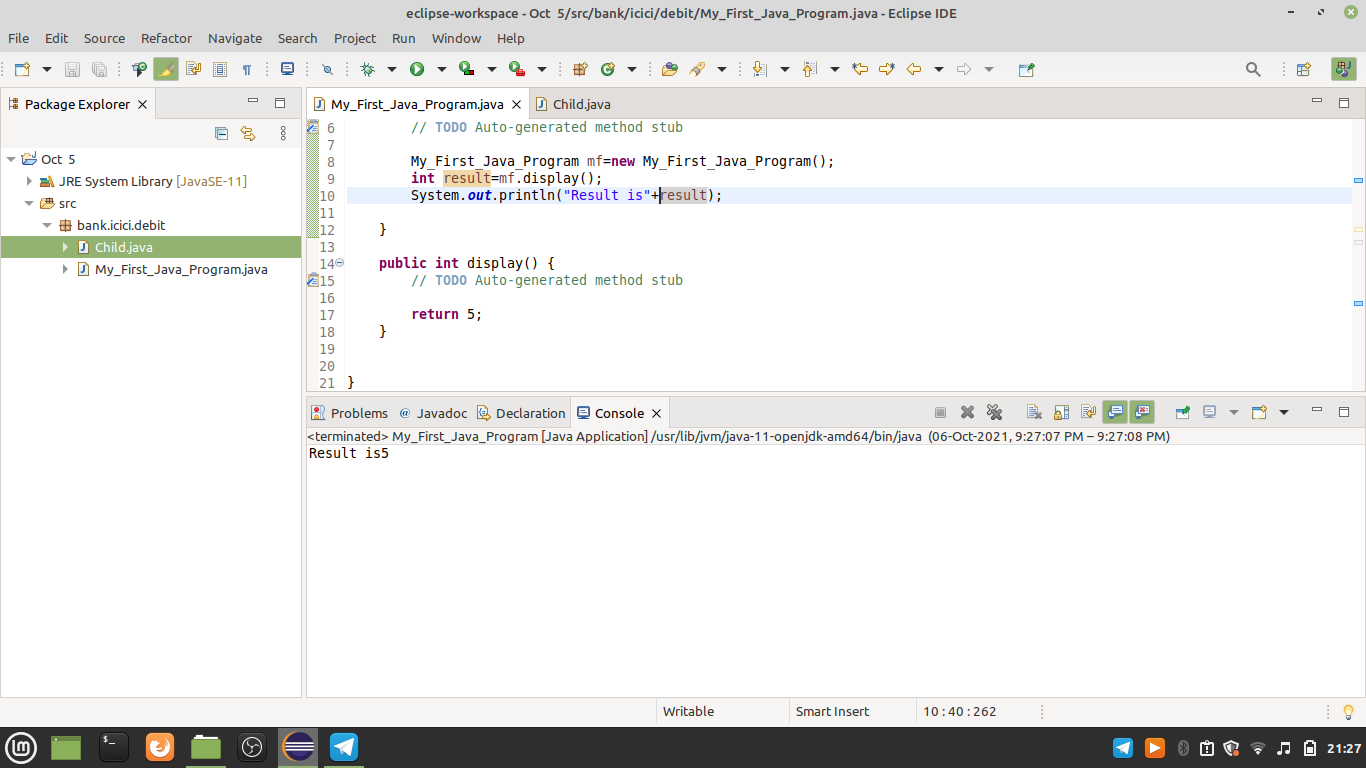 eclipse-workspace - Oct 5/src/bank/icici/debit/My_First_Java_Program.java - Eclipse IDE
File Edit Source Refactor Navigate Search Project Run Window Help
Package Explorer
Oct 5
JRE System Library [JavaSE-11]
src
bank.icici.debit
Child.java
My_First_Java_Program.java
My_First_Java_Program.java Child.java
6 // TODO Auto-generated method stub
7
8 My_First_Java_Program mf=new My_First_Java_Program();
9 int result=mf.display();
10 System.out.println("Result is"+result);
11
12 }
13
14 public int display() {
15 // TODO Auto-generated method stub
16
17 return 5;
18 }
19
20
21 }
Problems @ Javadoc Declaration Console
<terminated> My_First_Java_Program [Java Application] /usr/lib/jvm/java-11-openjdk-amd64/bin/java (06-Oct-2021, 9:27:07 PM – 9:27:08 PM)
Result is5
Writable Smart Insert 10 : 40 : 262
21:27